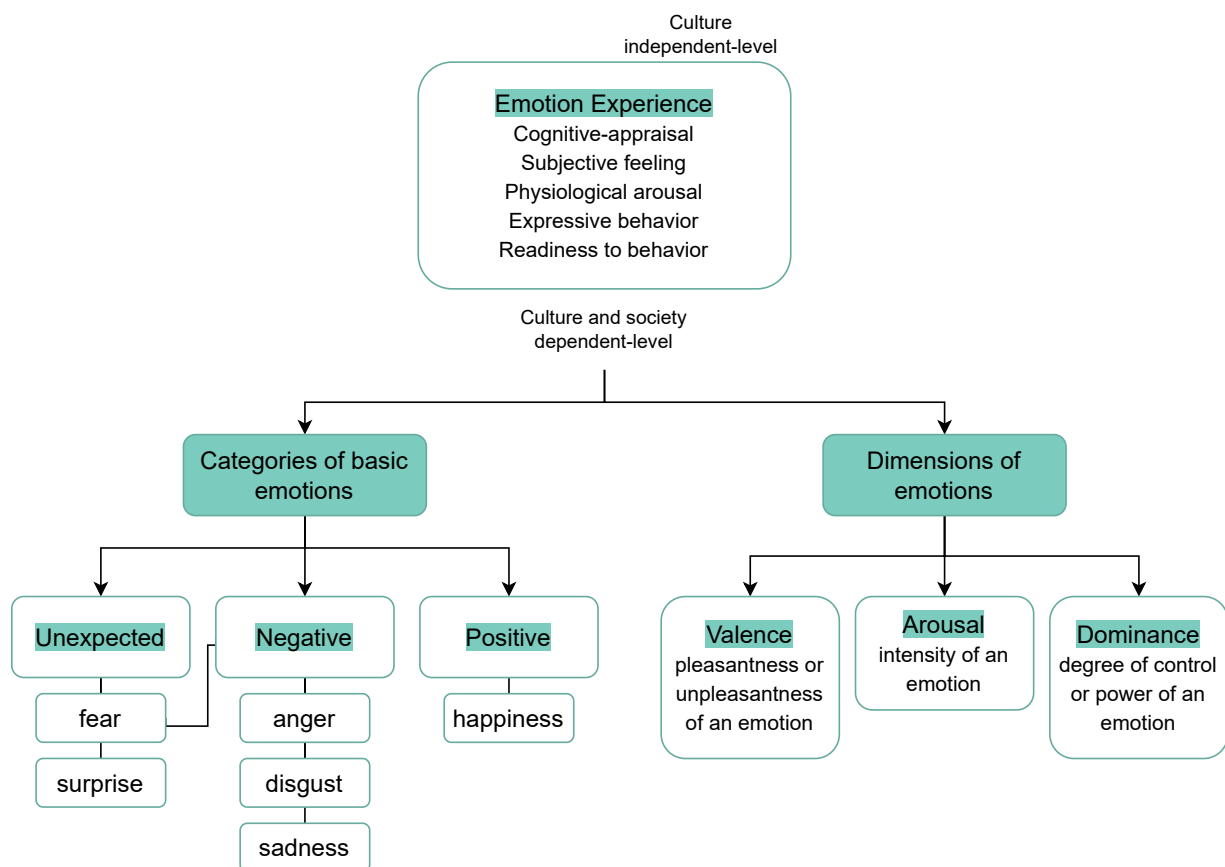 Culture
independent-level
Emotion Experience
Cognitive-appraisal
Subjective feeling
Physiological arousal
Expressive behavior
Readiness to behavior
Culture and society
dependent-level
Categories of basic
emotions
Dimensions of
emotions
Unexpected
fear
surprise
Negative
anger
disgust
sadness
Positive
happiness
Valence
pleasantness or
unpleasantness
of an emotion
Arousal
intensity of an
emotion
Dominance
degree of control
or power of an
emotion